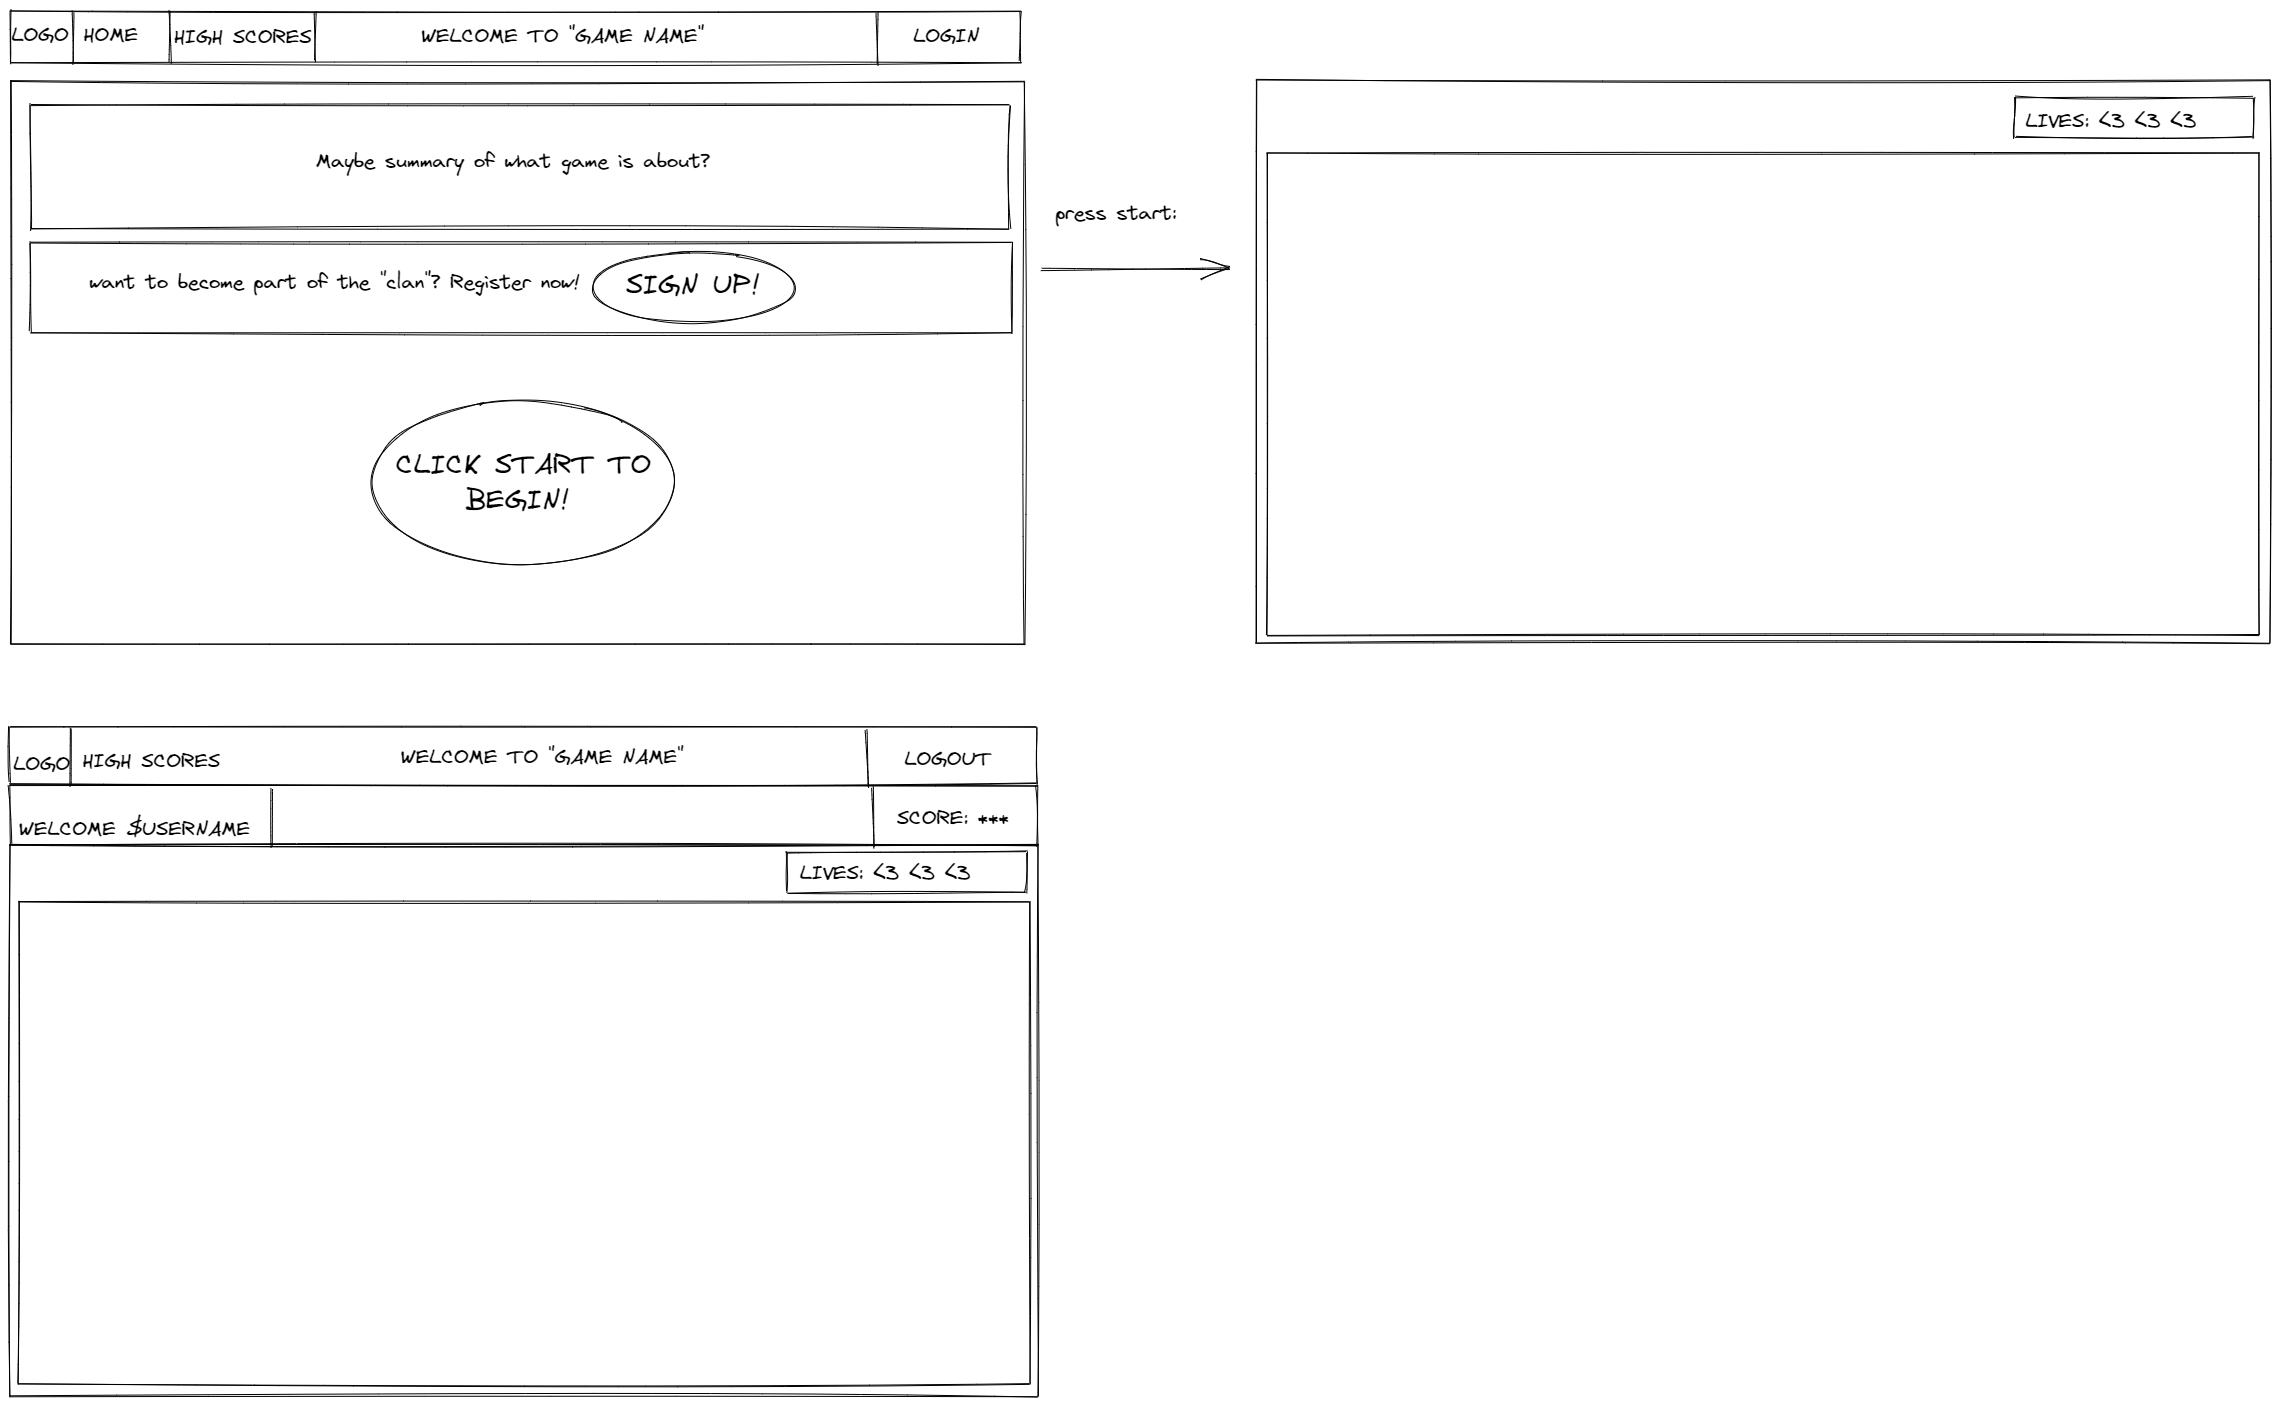 LOGO HOME HIGH SCORES WELCOME TO "GAME NAME" LOGIN
Maybe summary of what game is about?
want to become part of the "clan"? Register now! SIGN UP!
CLICK START TO
BEGIN!
press start:
LIVES: <3 <3 <3
LOGO HIGH SCORES WELCOME TO "GAME NAME" LOGOUT
WELCOME $USERNAME SCORE: ***
LIVES: <3 <3 <3